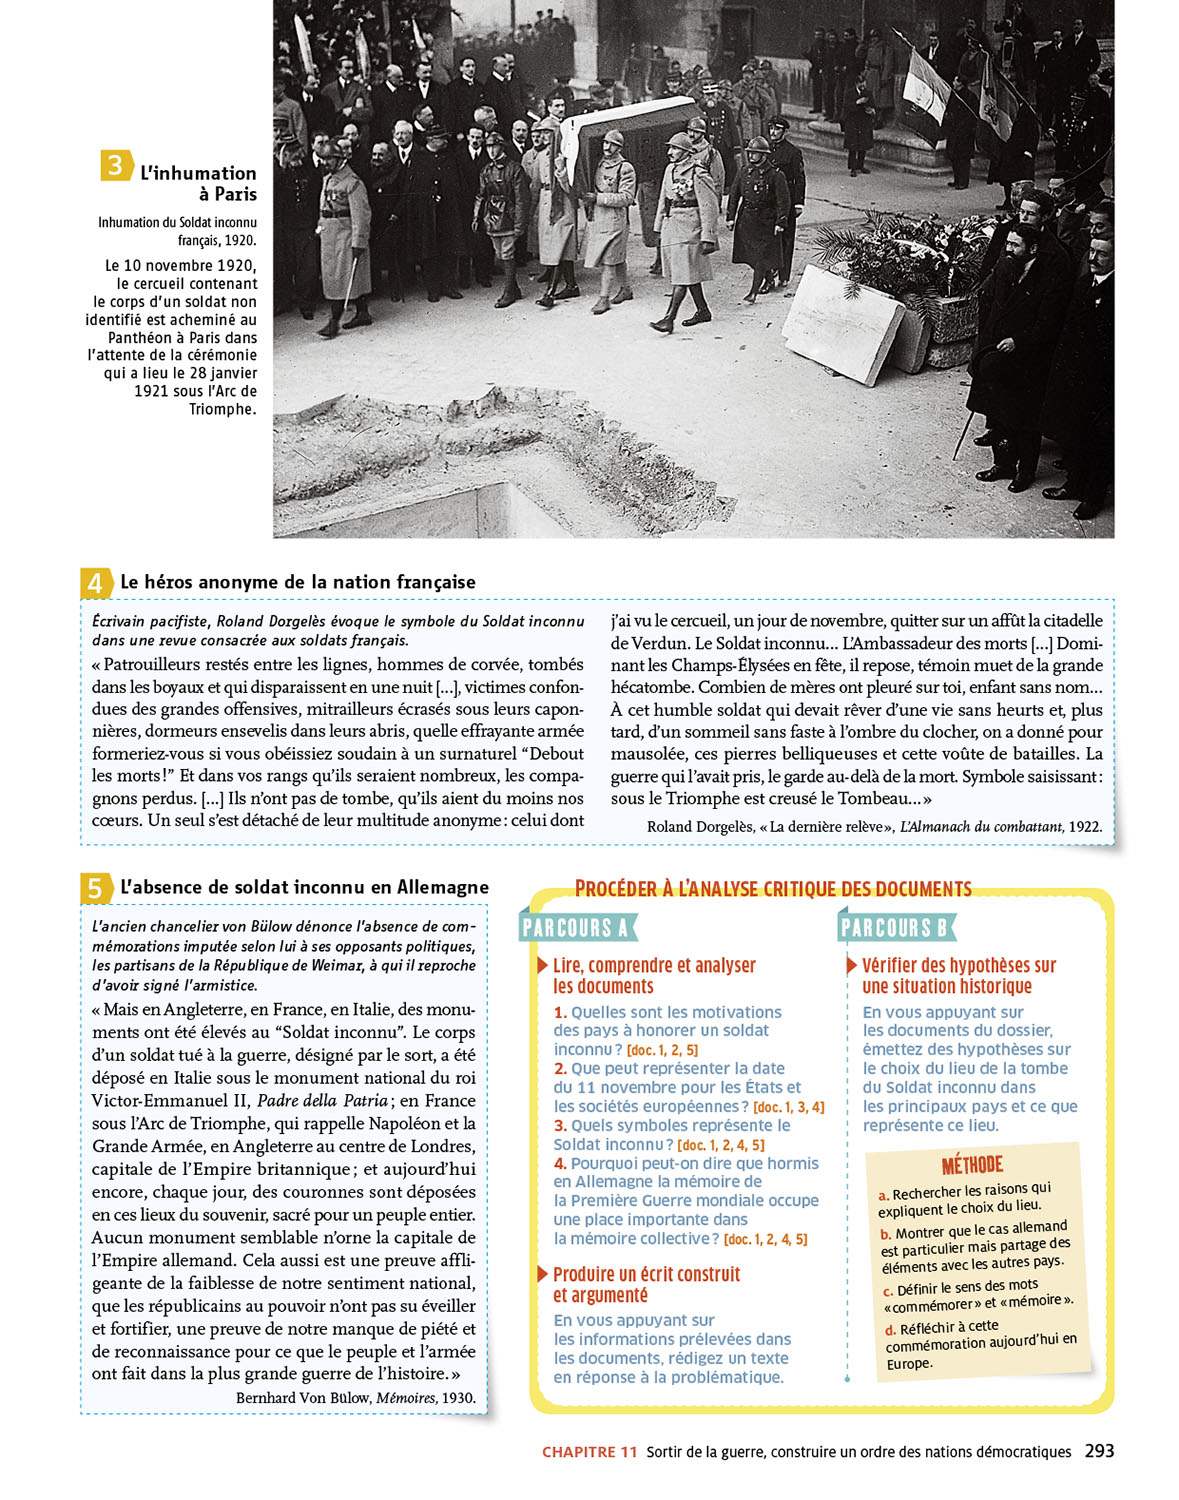 3 L'inhumation
à Paris
Inhumation du Soldat inconnu
français, 1920.
Le 10 novembre 1920,
le cercueil contenant
le corps d'un soldat non
identifié est acheminé au
Panthéon à Paris dans
l'attente de la cérémonie
qui a lieu le 28 janvier
1921 sous l'Arc de
Triomphe.
4 Le héros anonyme de la nation française
Écrivain pacifiste, Roland Dorgelès évoque le symbole du Soldat inconnu
dans une revue consacrée aux soldats français.
« Patrouilleurs restés entre les lignes, hommes de corvée, tombés
dans les boyaux et qui disparaissent en une nuit [...], victimes confon-
dues des grandes offensives, mitrailleurs écrasés sous leurs capon-
nières, dormeurs ensevelis dans leurs abris, quelle effrayante armée
formeriez-vous si vous obéissiez soudain à un surnaturel “Debout
les morts !” Et dans vos rangs qu'ils seraient nombreux, les compa-
gnons perdus. [...] Ils n'ont pas de tombe, qu'ils aient du moins nos
cœurs. Un seul s'est détaché de leur multitude anonyme : celui dont
j'ai vu le cercueil, un jour de novembre, quitter sur un affût la citadelle
de Verdun. Le Soldat inconnu... L'Ambassadeur des morts [...] Domi-
nant les Champs-Élysées en fête, il repose, témoin muet de la grande
hécatombe. Combien de mères ont pleuré sur toi, enfant sans nom...
À cet humble soldat qui devait rêver d'une vie sans heurts et, plus
tard, d'un sommeil sans faste à l'ombre du clocher, on a donné pour
mausolée, ces pierres belliqueuses et cette voûte de batailles. La
guerre qui l'avait pris, le garde au-delà de la mort. Symbole saisissant :
sous le Triomphe est creusé le Tombeau... »
Roland Dorgelès, « La dernière relève », L'Almanach du combattant, 1922.
5 L'absence de soldat inconnu en Allemagne
L'ancien chancelier von Bülow dénonce l'absence de com-
mémorations imputée selon lui à ses opposants politiques,
les partisans de la République de Weimar, à qui il reproche
d'avoir signé l'armistice.
« Mais en Angleterre, en France, en Italie, des monu-
ments ont été élevés au “Soldat inconnu”. Le corps
d'un soldat tué à la guerre, désigné par le sort, a été
déposé en Italie sous le monument national du roi
Victor-Emmanuel II, Padre della Patria ; en France
sous l'Arc de Triomphe, qui rappelle Napoléon et la
Grande Armée, en Angleterre au centre de Londres,
capitale de l'Empire britannique ; et aujourd'hui
encore, chaque jour, des couronnes sont déposées
en ces lieux du souvenir, sacré pour un peuple entier.
Aucun monument semblable n'orne la capitale de
l'Empire allemand. Cela aussi est une preuve affli-
geante de la faiblesse de notre sentiment national,
que les républicains au pouvoir n'ont pas su éveiller
et fortifier, une preuve de notre manque de piété et
de reconnaissance pour ce que le peuple et l'armée
ont fait dans la plus grande guerre de l'histoire. »
Bernhard Von Bülow, Mémoires, 1930.
PROCÉDER À L'ANALYSE CRITIQUE DES DOCUMENTS
PARCOURS A
Lire, comprendre et analyser
les documents
1. Quelles sont les motivations
des pays à honorer un soldat
inconnu ? [doc. 1, 2, 5]
2. Que peut représenter la date
du 11 novembre pour les États et
les sociétés européennes ? [doc. 1, 3, 4]
3. Quels symboles représente le
Soldat inconnu ? [doc. 1, 2, 4, 5]
4. Pourquoi peut-on dire que hormis
en Allemagne la mémoire de
la Première Guerre mondiale occupe
une place importante dans
la mémoire collective ? [doc. 1, 2, 4, 5]
Produire un écrit construit
et argumenté
En vous appuyant sur
les informations prélevées dans
les documents, rédigez un texte
en réponse à la problématique.
PARCOURS B
Vérifier des hypothèses sur
une situation historique
En vous appuyant sur
les documents du dossier,
émettez des hypothèses sur
le choix du lieu de la tombe
du Soldat inconnu dans
les principaux pays et ce que
représente ce lieu.
MÉTHODE
a. Rechercher les raisons qui
expliquent le choix du lieu.
b. Montrer que le cas allemand
est particulier mais partage des
éléments avec les autres pays.
c. Définir le sens des mots
« commémorer » et « mémoire ».
d. Réfléchir à cette
commémoration aujourd'hui en
Europe.
CHAPITRE 11 Sortir de la guerre, construire un ordre des nations démocratiques 293